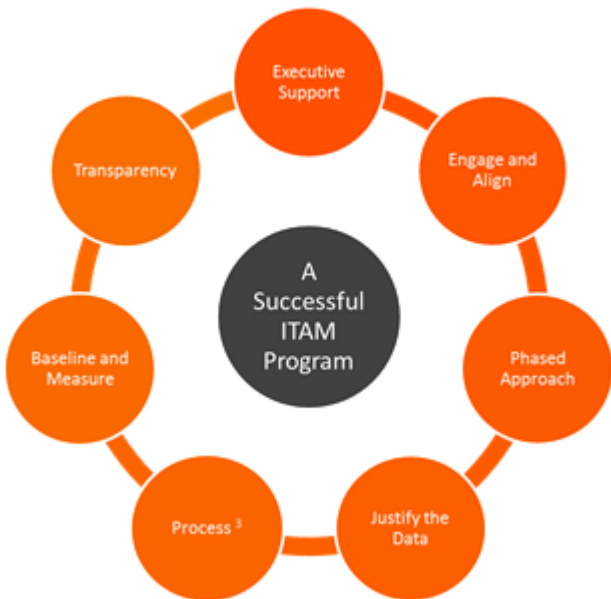 Executive
Support
Engage and
Align
Phased
Approach
Justify the
Data
Process ³
Baseline and
Measure
Transparency
A
Successful
ITAM
Program